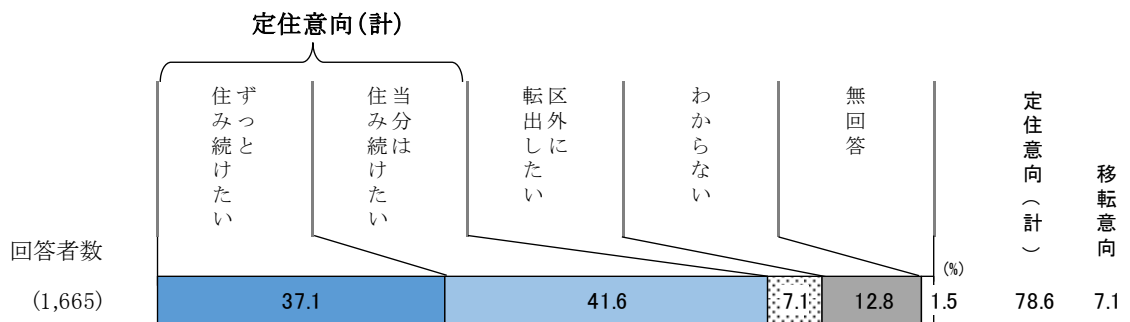 定住意向(計)
ずっと
住み続けたい
当分は
住み続けたい
区外に
転出したい
わからない
無回答
定住意向(計)
移転意向
回答者数
(%)
(1,665)
37.1
41.6
7.1
12.8
1.5
78.6
7.1